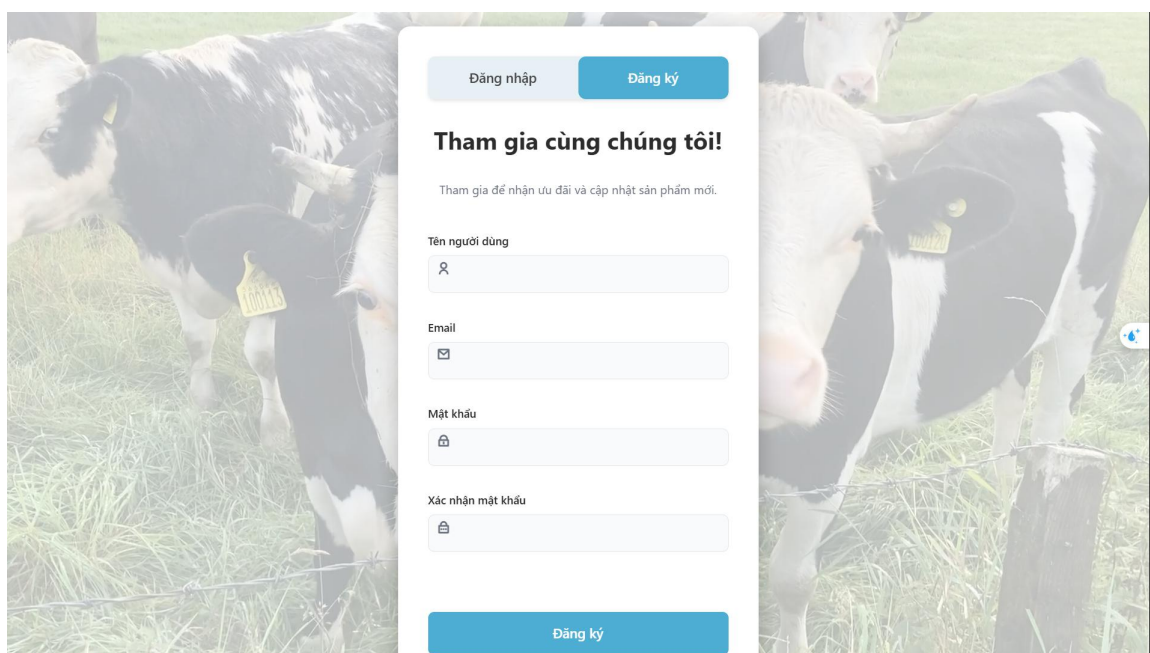 Đăng nhập
Đăng ký
Tham gia cùng chúng tôi!
Tham gia để nhận ưu đãi và cập nhật sản phẩm mới.
Tên người dùng
Email
Mật khẩu
Xác nhận mật khẩu
Đăng ký
100113